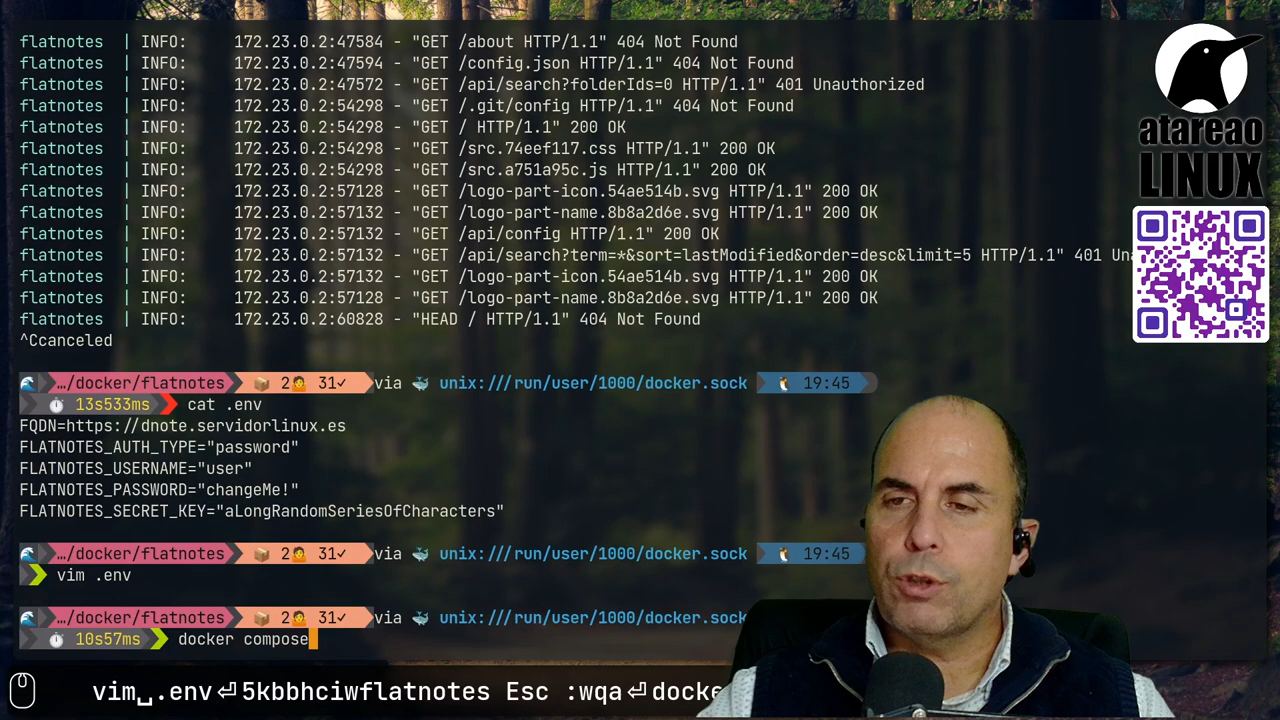 flatnotes | INFO: 172.23.0.2:47584 - "GET /about HTTP/1.1" 404 Not Found
flatnotes | INFO: 172.23.0.2:47594 - "GET /config.json HTTP/1.1" 404 Not Found
flatnotes | INFO: 172.23.0.2:47572 - "GET /api/search?folderIds=0 HTTP/1.1" 401 Unauthorized
flatnotes | INFO: 172.23.0.2:54298 - "GET /.git/config HTTP/1.1" 404 Not Found
flatnotes | INFO: 172.23.0.2:54298 - "GET / HTTP/1.1" 200 OK
flatnotes | INFO: 172.23.0.2:54298 - "GET /src.74eef117.css HTTP/1.1" 200 OK
flatnotes | INFO: 172.23.0.2:54298 - "GET /src.a751a95c.js HTTP/1.1" 200 OK
flatnotes | INFO: 172.23.0.2:57128 - "GET /logo-part-icon.54ae514b.svg HTTP/1.1" 200 OK
flatnotes | INFO: 172.23.0.2:57132 - "GET /logo-part-name.8b8a2d6e.svg HTTP/1.1" 200 OK
flatnotes | INFO: 172.23.0.2:57132 - "GET /api/config HTTP/1.1" 200 OK
flatnotes | INFO: 172.23.0.2:57132 - "GET /api/search?term=*&sort=lastModified&order=desc&limit=5 HTTP/1.1" 401 Una
flatnotes | INFO: 172.23.0.2:57132 - "GET /logo-part-icon.54ae514b.svg HTTP/1.1" 200 OK
flatnotes | INFO: 172.23.0.2:57128 - "GET /logo-part-name.8b8a2d6e.svg HTTP/1.1" 200 OK
flatnotes | INFO: 172.23.0.2:60828 - "HEAD / HTTP/1.1" 404 Not Found
^Ccanceled
…/docker/flatnotes 2 31✓ via unix:///run/user/1000/docker.sock 19:45
13s533ms cat .env
FQDN=https://dnote.servidorlinux.es
FLATNOTES_AUTH_TYPE="password"
FLATNOTES_USERNAME="user"
FLATNOTES_PASSWORD="changeMe!"
FLATNOTES_SECRET_KEY="aLongRandomSeriesOfCharacters"
…/docker/flatnotes 2 31✓ via unix:///run/user/1000/docker.sock 19:45
vim .env
…/docker/flatnotes 2 31✓ via unix:///run/user/1000/docker.sock
10s57ms docker compose
vim␣.env⏎5kbbhciwflatnotes Esc :wqa⏎docke
atareao
LINUX